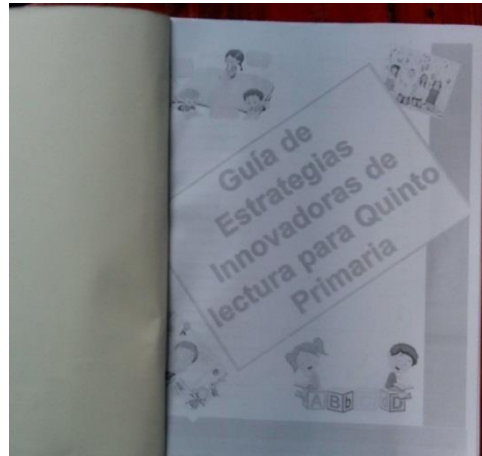 Guía de
Estrategias
Innovadoras de
lectura para Quinto
Primaria
A B b D